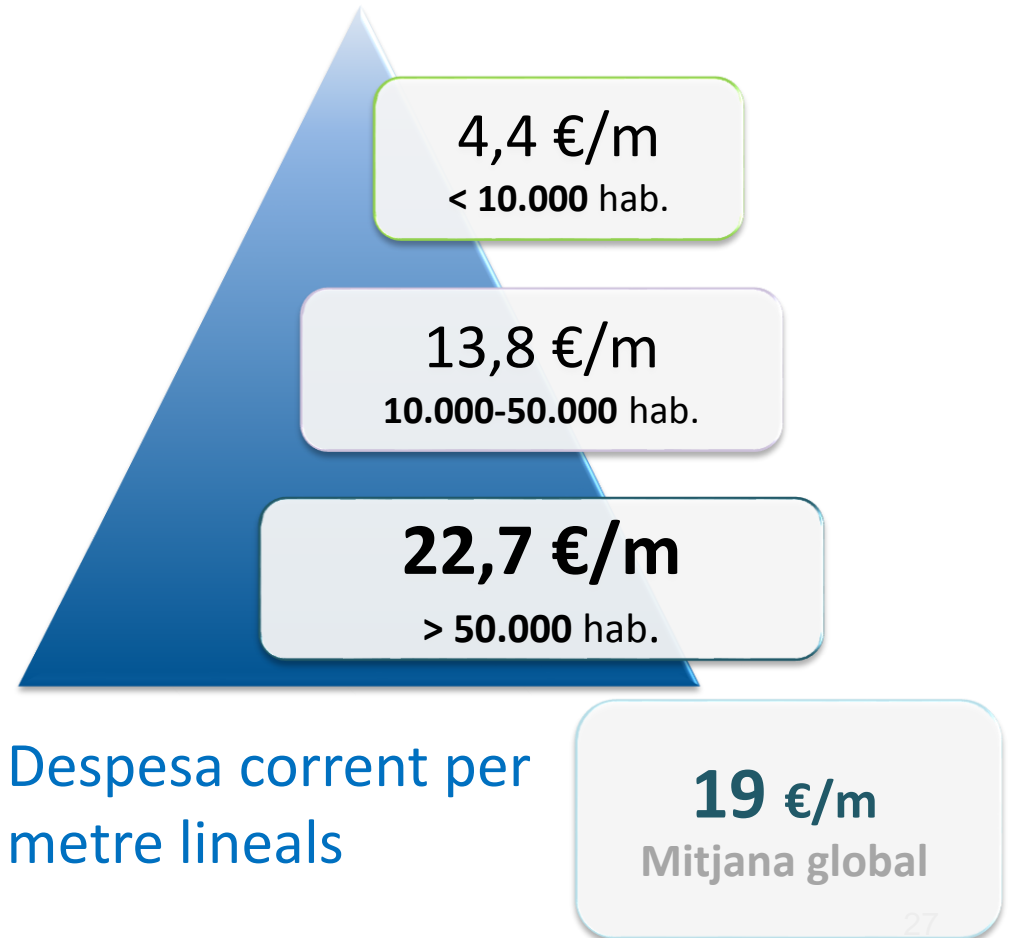 4,4 €/m
< 10.000 hab.
13,8 €/m
10.000-50.000 hab.
22,7 €/m
> 50.000 hab.
Despesa corrent per
metre lineals
19 €/m
Mitjana global
27